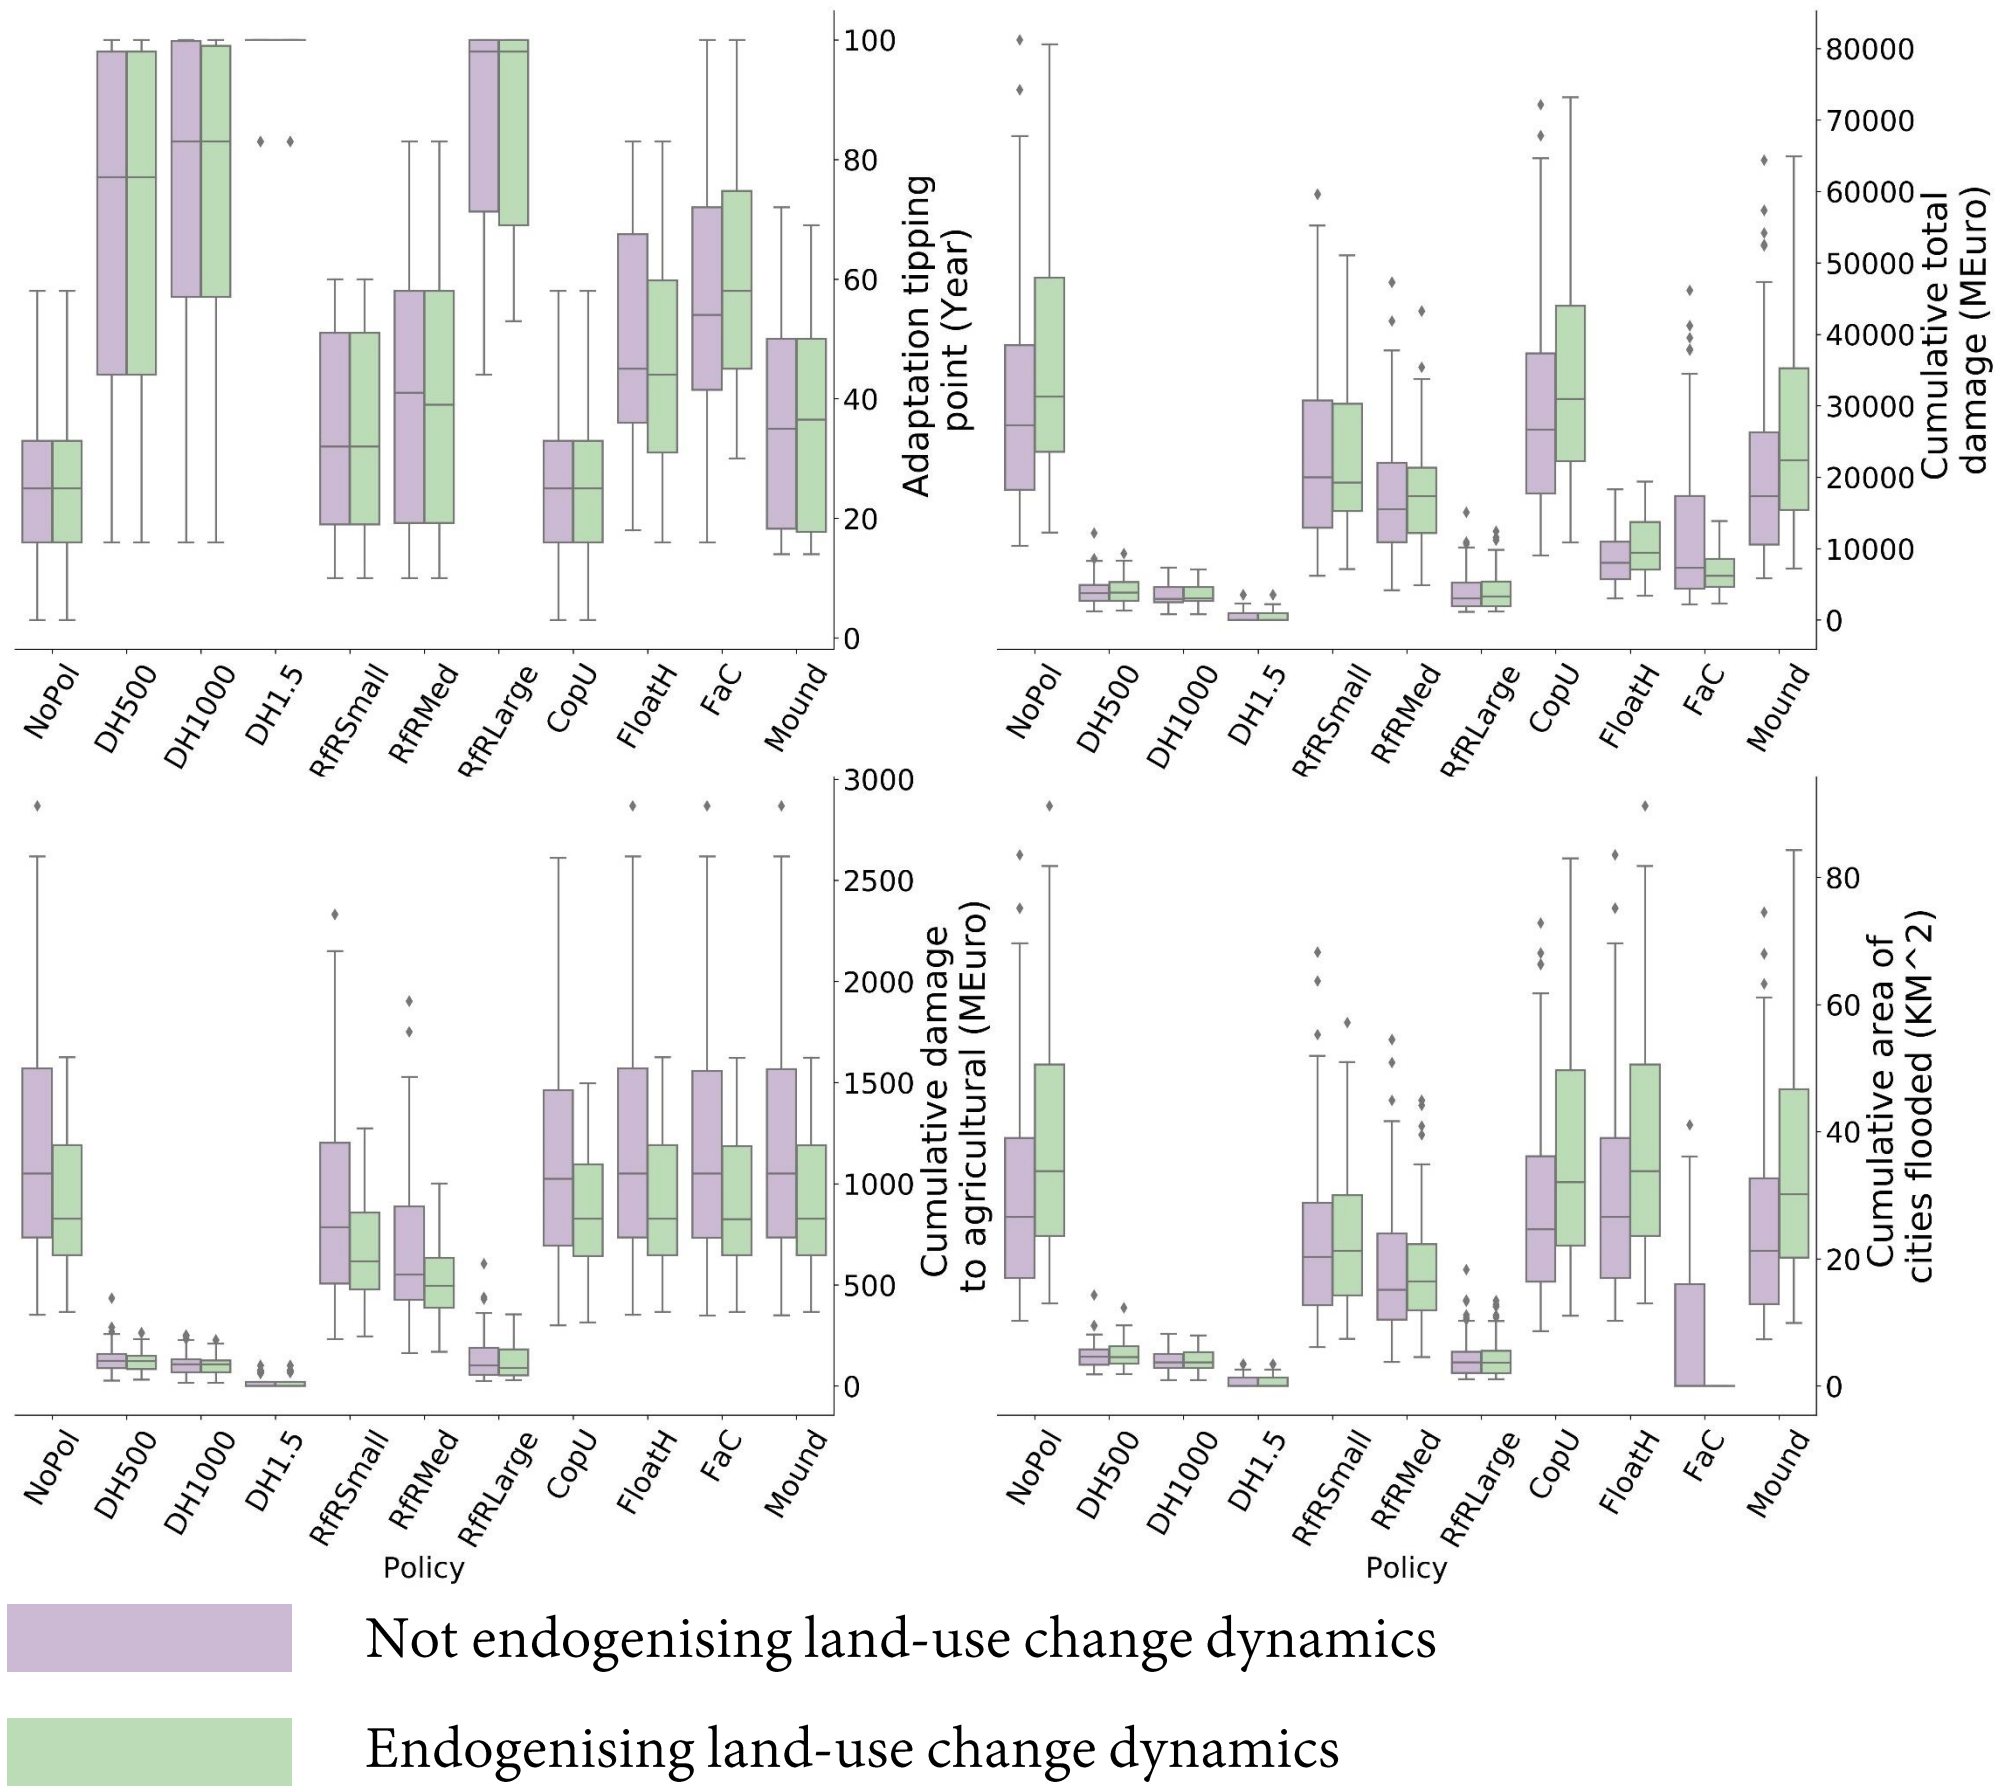 100
80
60
40
20
0
Adaptation tipping
point (Year)
NoPol
DH500
DH1000
DH1.5
RfRSmall
RfRMed
RfRLarge
CopU
FloatH
FaC
Mound
80000
70000
60000
50000
40000
30000
20000
10000
0
Cumulative total
damage (MEuro)
NoPol
DH500
DH1000
DH1.5
RfRSmall
RfRMed
RfRLarge
CopU
FloatH
FaC
Mound
3000
2500
2000
1500
1000
500
0
Cumulative damage
to agricultural (MEuro)
NoPol
DH500
DH1000
DH1.5
RfRSmall
RfRMed
RfRLarge
CopU
FloatH
FaC
Mound
Policy
80
60
40
20
0
Cumulative area of
cities flooded (KM^2)
NoPol
DH500
DH1000
DH1.5
RfRSmall
RfRMed
RfRLarge
CopU
FloatH
FaC
Mound
Policy
Not endogenising land-use change dynamics
Endogenising land-use change dynamics